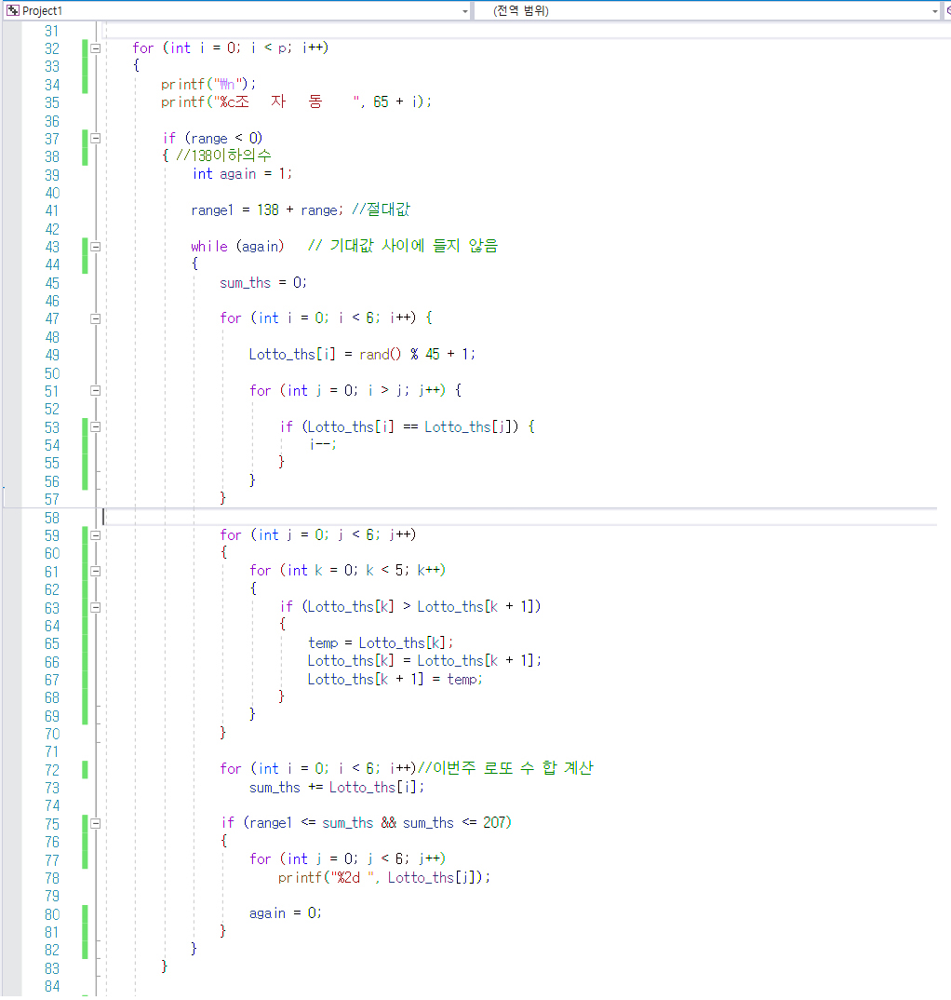 Project1 (전역 범위)
31
32 for (int i = 0; i < p; i++)
33 {
34 printf("₩n");
35 printf("%c조 자 동 ", 65 + i);
36
37 if (range < 0)
38 { //138이하의수
39 int again = 1;
40
41 range1 = 138 + range; //절대값
42
43 while (again) // 기대값 사이에 들지 않음
44 {
45 sum_ths = 0;
46
47 for (int i = 0; i < 6; i++) {
48
49 Lotto_ths[i] = rand() % 45 + 1;
50
51 for (int j = 0; i > j; j++) {
52
53 if (Lotto_ths[i] == Lotto_ths[j]) {
54 i--;
55 }
56 }
57 }
58
59 for (int j = 0; j < 6; j++)
60 {
61 for (int k = 0; k < 5; k++)
62 {
63 if (Lotto_ths[k] > Lotto_ths[k + 1])
64 {
65 temp = Lotto_ths[k];
66 Lotto_ths[k] = Lotto_ths[k + 1];
67 Lotto_ths[k + 1] = temp;
68 }
69 }
70 }
71
72 for (int i = 0; i < 6; i++)//이번주 로또 수 합 계산
73 sum_ths += Lotto_ths[i];
74
75 if (range1 <= sum_ths && sum_ths <= 207)
76 {
77 for (int j = 0; j < 6; j++)
78 printf("%2d ", Lotto_ths[j]);
79
80 again = 0;
81 }
82 }
83 }
84